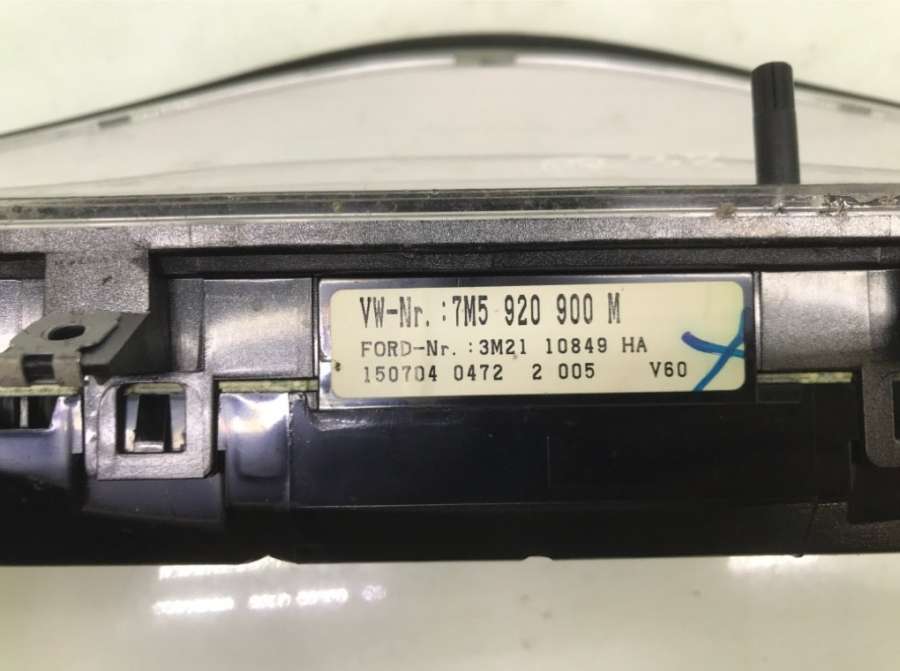 VW-Nr. :7M5 920 900 M
FORD-Nr. :3M21 10849 HA
150704 0472 2 005 V60